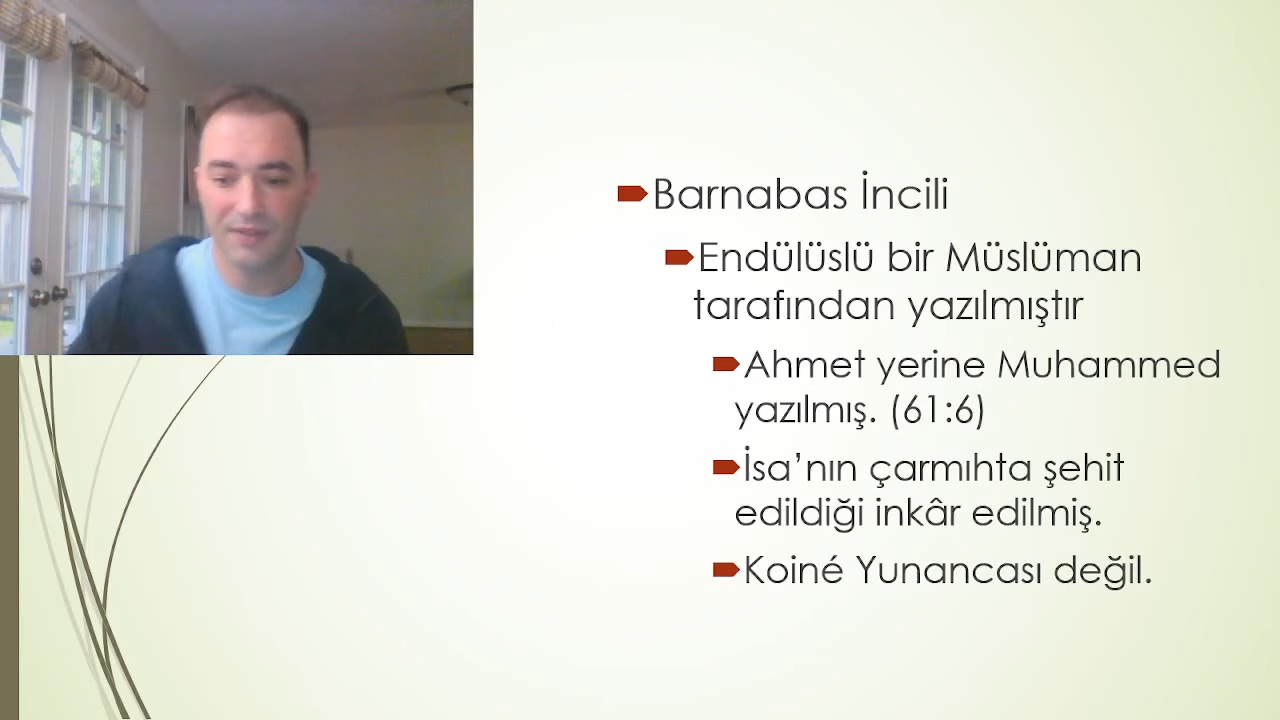 Barnabas İncili
Endülüslü bir Müslüman
tarafından yazılmıştır
Ahmet yerine Muhammed
yazılmış. (61:6)
İsa’nın çarmıhta şehit
edildiği inkâr edilmiş.
Koiné Yunancası değil.